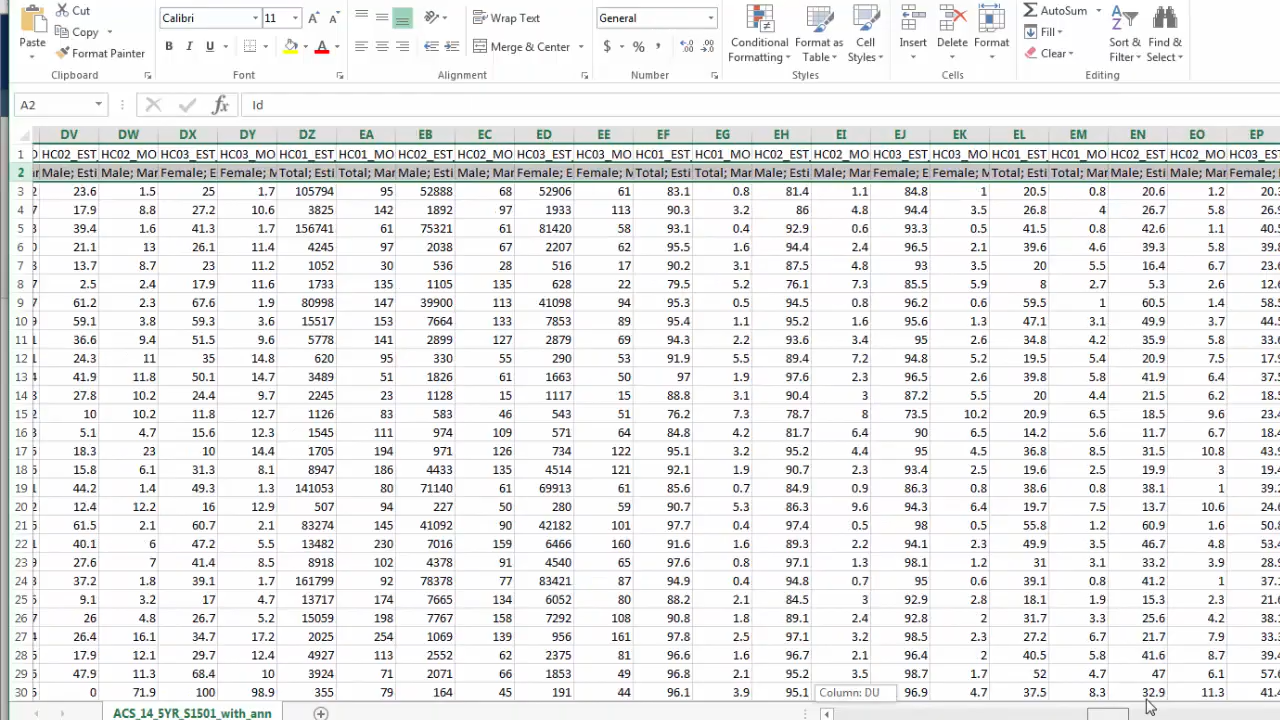 Cut
Copy
Format Painter
Paste
Clipboard
Calibri 11 A A
B I U A
Font
Wrap Text
Merge & Center
Alignment
General
$ % ,
Number
Conditional Formatting
Format as Table
Cell Styles
Styles
Insert Delete Format
Cells
AutoSum
Fill
Clear
Sort & Filter
Find & Select
Editing
A2 fx Id
DV DW DX DY DZ EA EB EC ED EE EF EG EH EI EJ EK EL EM EN EO EP
1 HC02_EST HC02_MO HC03_EST HC03_MO HC01_EST HC01_MO HC02_EST HC02_MO HC03_EST HC03_MO HC01_EST HC01_MO HC02_EST HC02_MO HC03_EST HC03_MO HC01_EST HC01_MO HC02_EST HC02_MO HC03_ES
2 Male; Esti Male; Mar Female; E Female; M Total; Esti Total; Mar Male; Esti Male; Mar Female; E Female; M Total; Esti Total; Mar Male; Esti Male; Mar Female; E Female; M Total; Esti Total; Mar Male; Esti Male; Mar Female;
3 23.6 1.5 25 1.7 105794 95 52888 68 52906 61 83.1 0.8 81.4 1.1 84.8 1 20.5 0.8 20.6 1.2 20.3
4 17.9 8.8 27.2 10.6 3825 142 1892 97 1933 113 90.3 3.2 86 4.8 94.4 3.5 26.8 4 26.7 5.8 26.
5 39.4 1.6 41.3 1.7 156741 61 75321 61 81420 58 93.1 0.4 92.9 0.6 93.3 0.5 41.5 0.8 42.6 1.1 40.
6 21.1 13 26.1 11.4 4245 97 2038 67 2207 62 95.5 1.6 94.4 2.4 96.5 2.1 39.6 4.6 39.3 5.8 39.
7 13.7 8.7 23 11.2 1052 30 536 28 516 17 90.2 3.1 87.5 4.8 93 3.5 20 5.5 16.4 6.7 23.
8 2.5 2.4 17.9 11.6 1733 135 1105 135 628 22 79.5 5.2 76.1 7.3 85.5 5.9 8 2.7 5.3 2.6 12.
9 61.2 2.3 67.6 1.9 80998 147 39900 113 41098 94 95.3 0.5 94.5 0.8 96.2 0.6 59.5 1 60.5 1.4 58.
10 59.1 3.8 59.3 3.6 15517 153 7664 133 7853 89 95.4 1.1 95.2 1.6 95.6 1.3 47.1 3.1 49.9 3.7 44.
11 36.6 9.4 51.5 9.6 5778 141 2899 127 2879 69 94.3 2.2 93.6 3.4 95 2.6 34.8 4.2 35.9 5.8 33.
12 24.3 11 35 14.8 620 95 330 55 290 53 91.9 5.5 89.4 7.2 94.8 5.2 19.5 5.4 20.9 7.5 17.
13 41.9 11.8 50.1 14.7 3489 51 1826 61 1663 50 97 1.9 97.6 2.3 96.5 2.6 39.8 5.8 41.9 6.4 37.
14 27.8 10.2 24.4 9.7 2245 23 1128 15 1117 15 88.8 3.1 90.4 3 87.2 5.5 20 4.4 21.5 6.2 18.
15 10 10.2 11.8 12.7 1126 83 583 46 543 51 76.2 7.3 78.7 8 73.5 10.2 20.9 6.5 18.5 9.6 23.
16 5.1 4.7 15.6 12.3 1545 111 974 109 571 64 84.8 4.2 81.7 6.4 90 6.5 14.2 5.6 11.7 6.7 18.
17 18.3 23 10 14.4 1705 194 971 126 734 122 95.1 3.2 95.2 4.4 95 4.5 36.8 8.5 31.5 10.8 43.
18 15.8 6.1 31.3 8.1 8947 186 4433 135 4514 121 92.1 1.9 90.7 2.3 93.4 2.5 19.6 2.5 19.9 3 19.
19 44.2 1.4 49.3 1.3 141053 80 71140 61 69913 61 85.6 0.7 84.9 0.9 86.3 0.8 38.6 0.8 38.1 1 39.
20 12.4 12.2 16 12.9 507 94 227 50 280 59 90.7 5.3 86.3 9.6 94.3 6.4 19.7 7.5 13.7 10.6 24.
21 61.5 2.1 60.7 2.1 83274 145 41092 90 42182 101 97.7 0.4 97.4 0.5 98 0.5 55.8 1.2 60.9 1.6 50.
22 40.1 6 47.2 5.5 13482 230 7016 159 6466 160 91.6 1.6 89.3 2.2 94.1 2.3 49.9 3.5 46.7 4.8 53.
23 27.6 7 41.4 8.5 8918 102 4378 91 4540 65 97.6 0.8 97.1 1.3 98.1 1.2 31 3.1 33.2 3.9 28.
24 37.2 1.8 39.1 1.7 161799 92 78378 77 83421 87 94.9 0.4 94.8 0.7 95 0.6 39.1 0.8 41.2 1 37.
25 9.1 3.2 17 4.7 13717 174 7665 134 6052 80 88.2 2.1 84.5 3 92.9 2.8 18.1 1.9 15.3 2.3 21.
26 26 4.8 26.7 5.2 15059 198 7767 158 7292 108 90.8 1.8 89.1 2.4 92.8 2 31.7 3.3 25.6 4.2 38.
27 26.4 16.1 34.7 17.2 2025 254 1069 139 956 161 97.8 2.5 97.1 3.2 98.5 2.3 27.2 6.7 21.7 7.9 33.
28 17.9 12.1 29.7 12.4 4927 113 2552 62 2375 81 96.6 1.6 96.7 2.1 96.4 2 40.5 5.8 41.6 8.7 39.
29 47.9 11.3 68.4 10 3924 71 2071 66 1853 49 96.8 2.1 95.2 3.5 98.7 1.7 52 4.7 47 6.1 57.
30 0 71.9 100 98.9 355 79 164 45 191 44 96.1 3.9 95.1 96.9 4.7 37.5 8.3 32.9 11.3 41.
Column: DU
ACS_14_5YR_S1501_with_ann